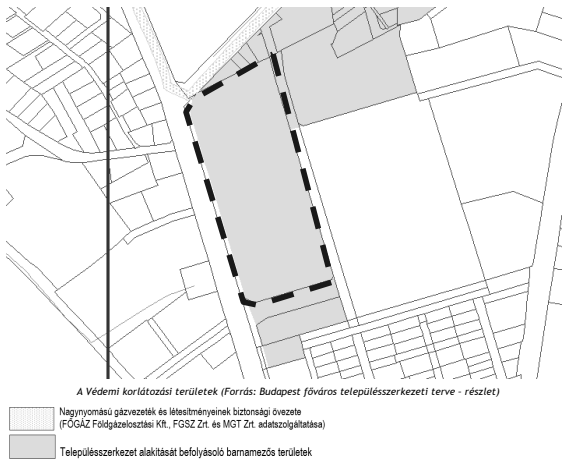 A Védemi korlátozási területek (Forrás: Budapest főváros településszerkezeti terve - részlet)
Nagynyomású gázvezeték és létesítményeinek biztonsági övezete
(FŐGÁZ Földgázelosztási Kft., FGSZ Zrt. és MGT Zrt. adatszolgáltatása)
Településszerkezet alakítását befolyásoló barnamezős területek